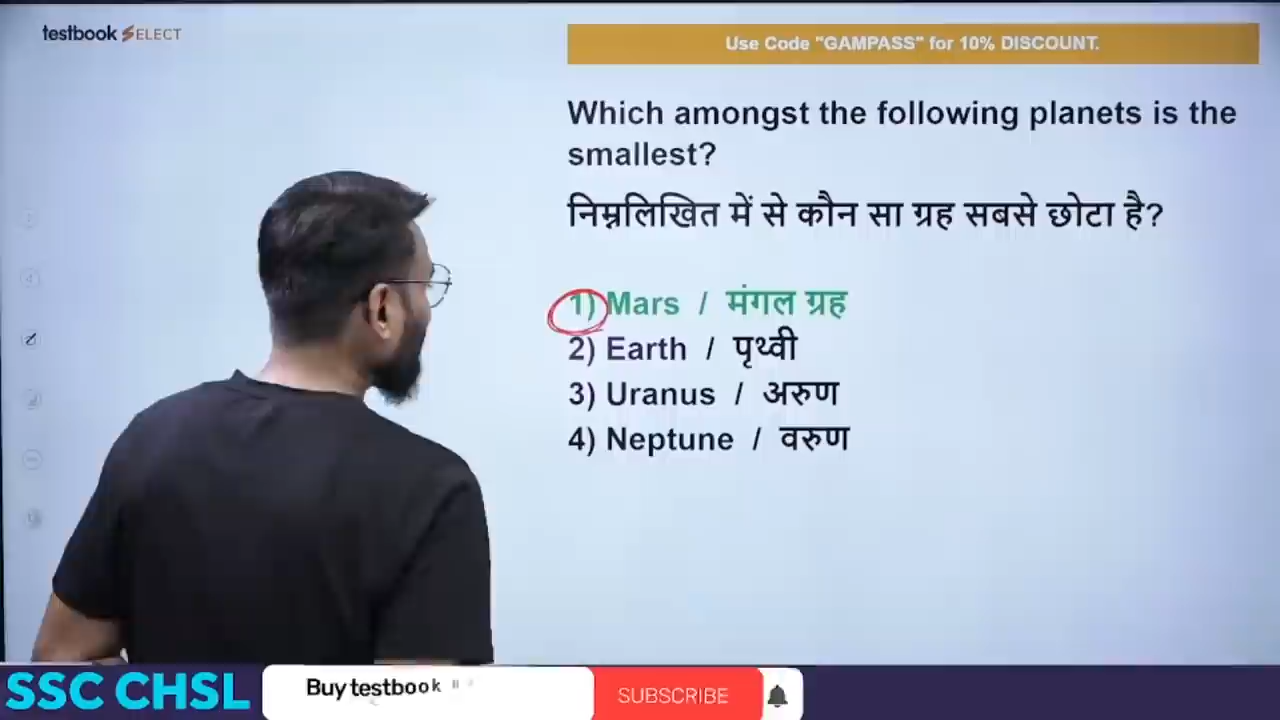 testbook SELECT
Use Code "GAMPASS" for 10% DISCOUNT.
Which amongst the following planets is the
smallest?
निम्नलिखित में से कौन सा ग्रह सबसे छोटा है?
1) Mars / मंगल ग्रह
2) Earth / पृथ्वी
3) Uranus / अरुण
4) Neptune / वरुण
SSC CHSL
Buy testbook
SUBSCRIBE